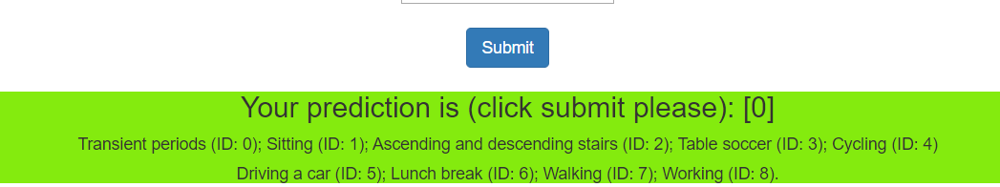 Submit
Your prediction is (click submit please): [0]
Transient periods (ID: 0); Sitting (ID: 1); Ascending and descending stairs (ID: 2); Table soccer (ID: 3); Cycling (ID: 4)
Driving a car (ID: 5); Lunch break (ID: 6); Walking (ID: 7); Working (ID: 8).